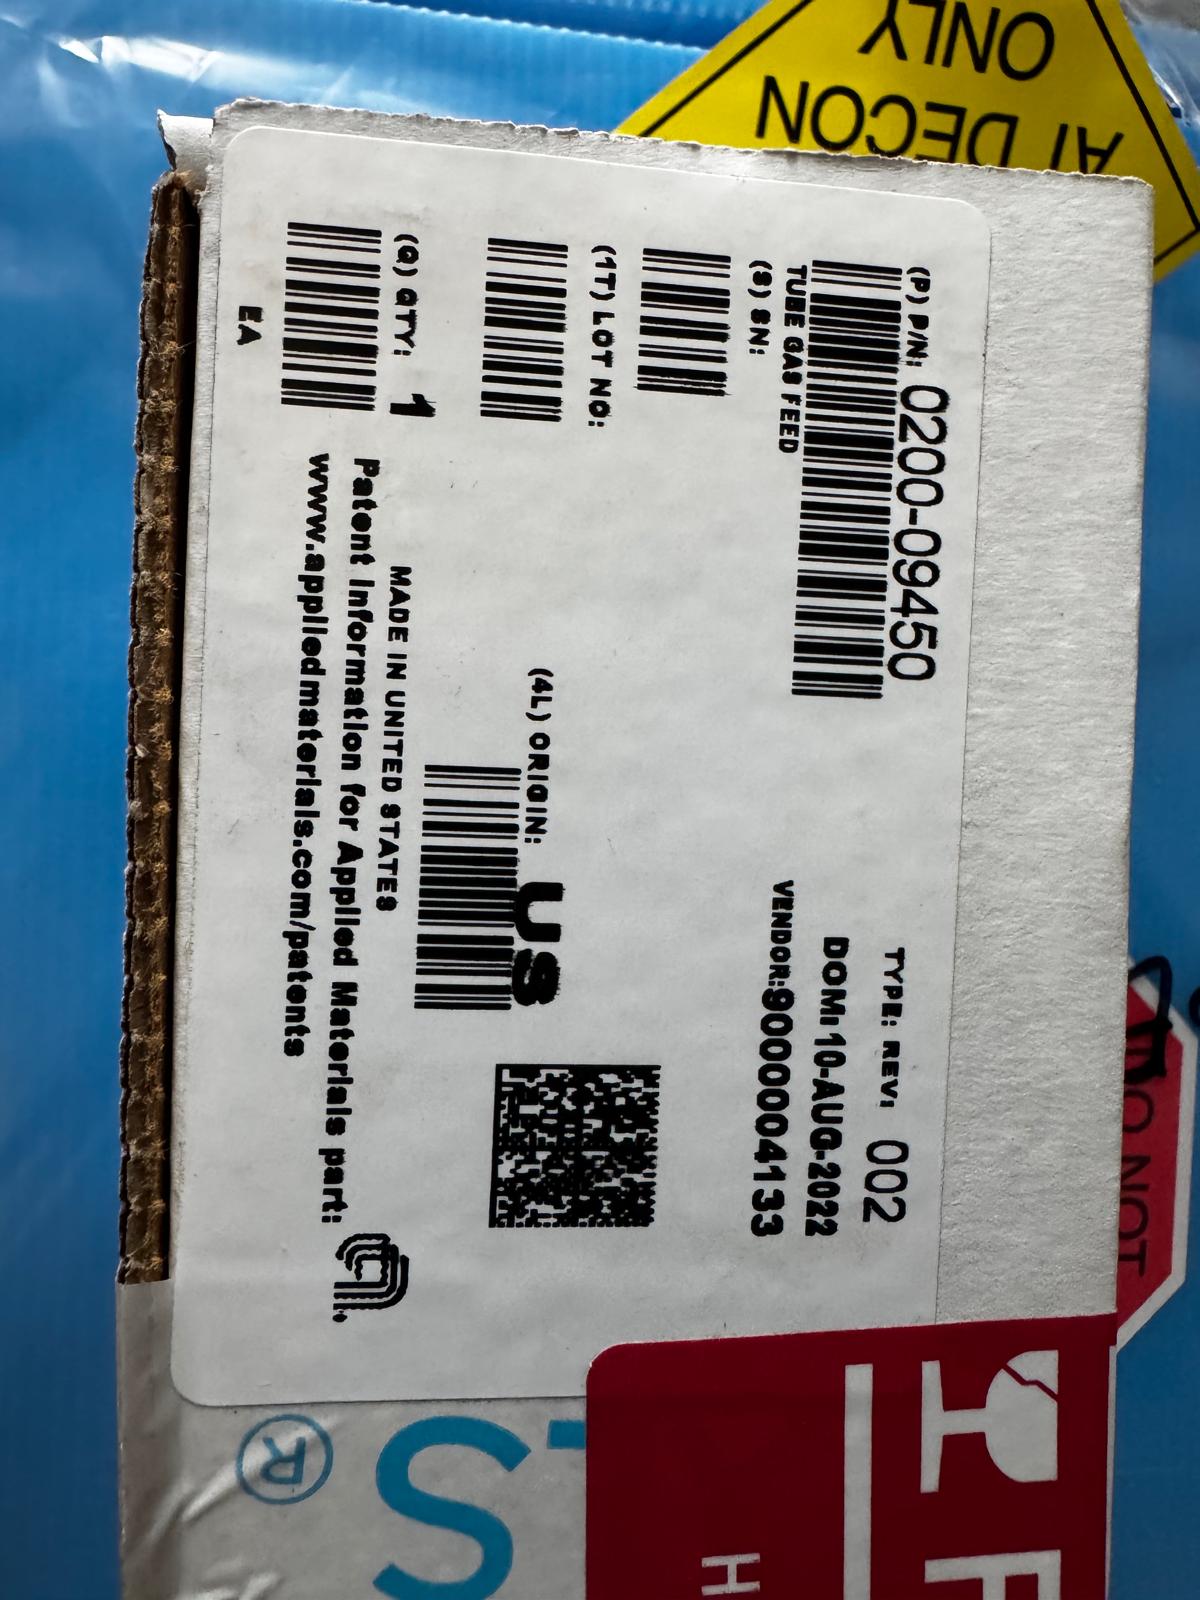 (P) P/N: 0200-09450
TUBE GAS FEED
(S) SN:
(1T) LOT NO:
(Q) QTY: 1
EA
TYPE: REV: 002
DOM: 10-AUG-2022
VENDOR:9000004133
(4L) ORIGIN: US
MADE IN UNITED STATES
Patent Information for Applied Materials part:
www.appliedmaterials.com/patents
Al DECON
ONLY
DO NOT
LS®
F
H